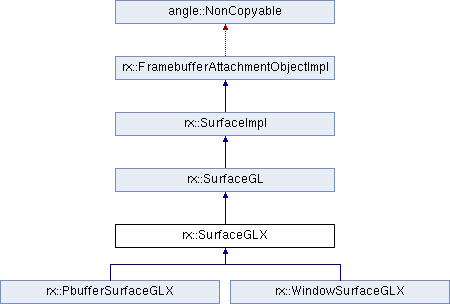 angle::NonCopyable
rx::FramebufferAttachmentObjectImpl
rx::SurfaceImpl
rx::SurfaceGL
rx::SurfaceGLX
rx::PbufferSurfaceGLX
rx::WindowSurfaceGLX